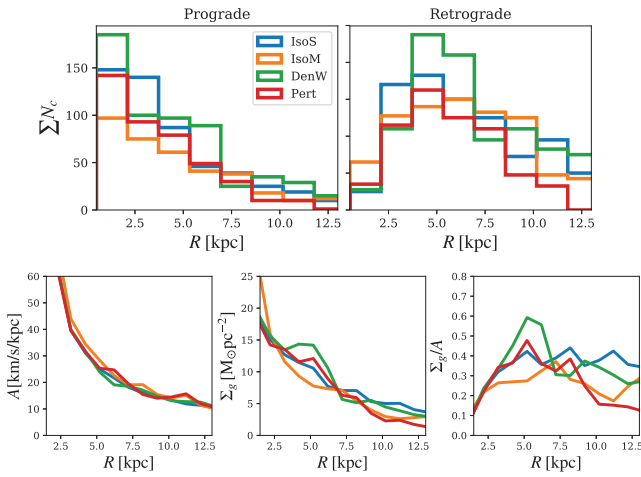 Prograde
Retrograde
ΣN_c
150
100
50
0
IsoS
IsoM
DenW
Pert
2.5 5.0 7.5 10.0 12.5
2.5 5.0 7.5 10.0 12.5
R [kpc]
R [kpc]
A[km/s/kpc]
60
50
40
30
20
10
0
2.5 5.0 7.5 10.0 12.5
R [kpc]
Σ_g [M⊙pc⁻²]
25
20
15
10
5
0
2.5 5.0 7.5 10.0 12.5
R [kpc]
Σ_g/A
0.8
0.7
0.6
0.5
0.4
0.3
0.2
0.1
0.0
2.5 5.0 7.5 10.0 12.5
R [kpc]